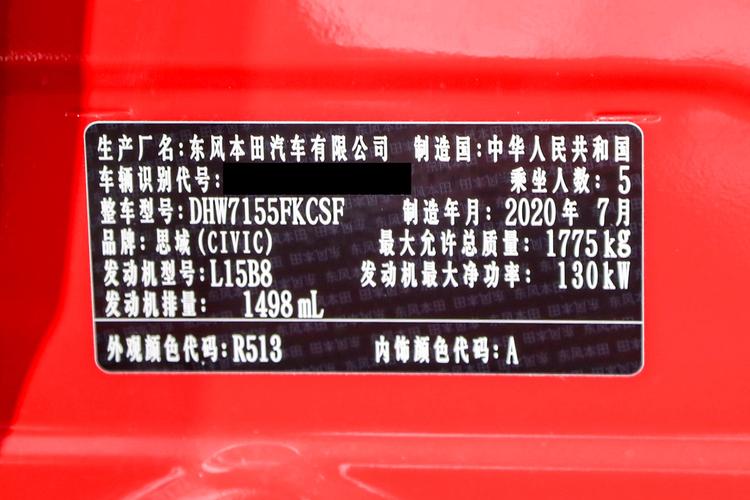 生产厂名:东风本田汽车有限公司 制造国:中华人民共和国
车辆识别代号: 乘坐人数: 5
整车型号:DHW7155FKCSF 制造年月: 2020年 7月
品牌: 思域(CIVIC) 最大允许总质量: 1775kg
发动机型号:L15B8 发动机最大净功率: 130kW
发动机排量: 1498mL
外观颜色代码:R513 内饰颜色代码:A